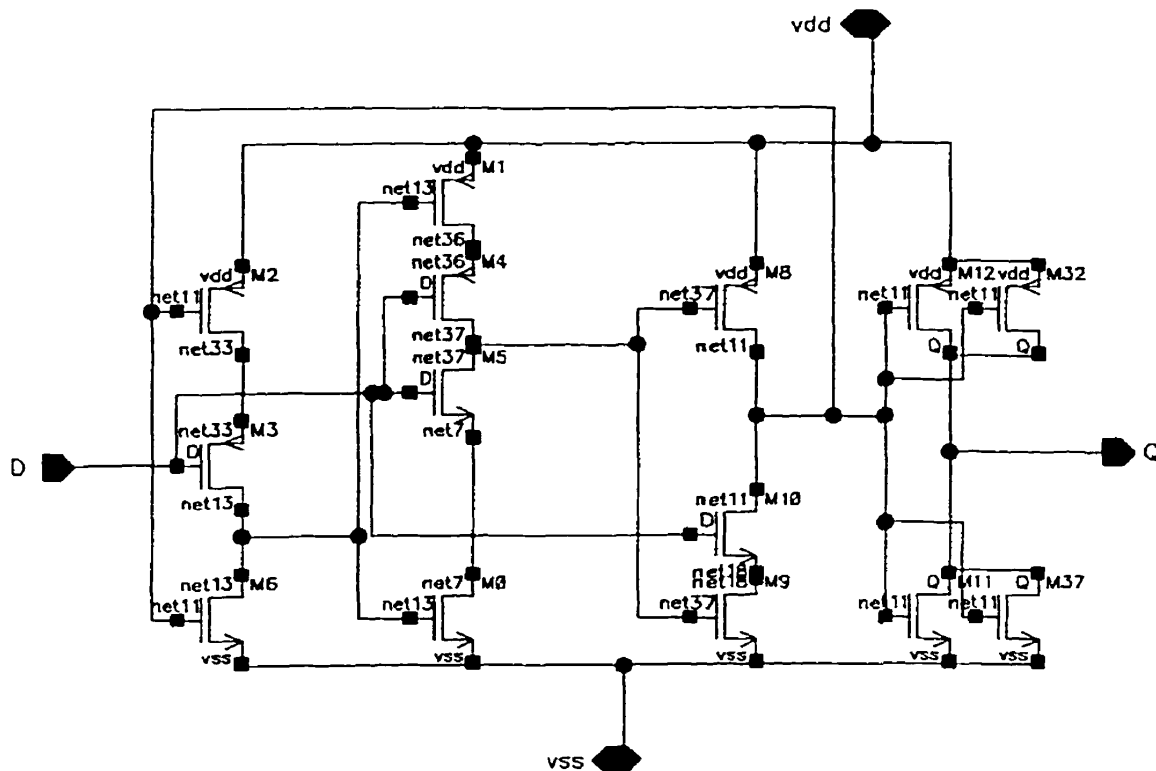 vdd
vdd M1
net13
net36
net36 M4
D
net37
net37 M5
D
net7
vdd M2
net11
net33
net33 M3
D
D
net13
net13 M6
net11
vss
net7 M0
net13
vss
vdd M8
net37
net11
net11 M10
D
net18
net18 M9
net37
vss
vdd M12 vdd M32
net11 net11
Q Q
Q
Q M11 Q M37
net11 net11
vss vss
vss